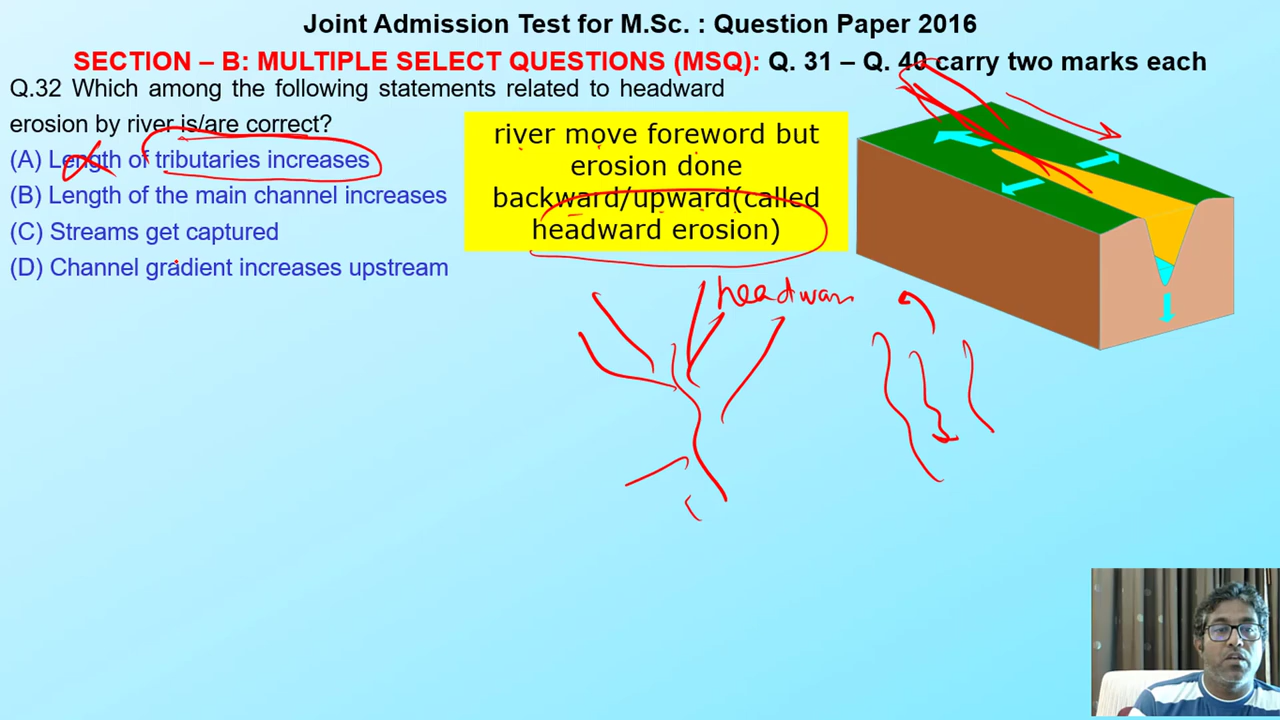 Joint Admission Test for M.Sc. : Question Paper 2016
SECTION – B: MULTIPLE SELECT QUESTIONS (MSQ): Q. 31 – Q. 40 carry two marks each
Q.32 Which among the following statements related to headward
erosion by river is/are correct?
(A) Length of tributaries increases
(B) Length of the main channel increases
(C) Streams get captured
(D) Channel gradient increases upstream
river move foreword but
erosion done
backward/upward(called
headward erosion)
headwar